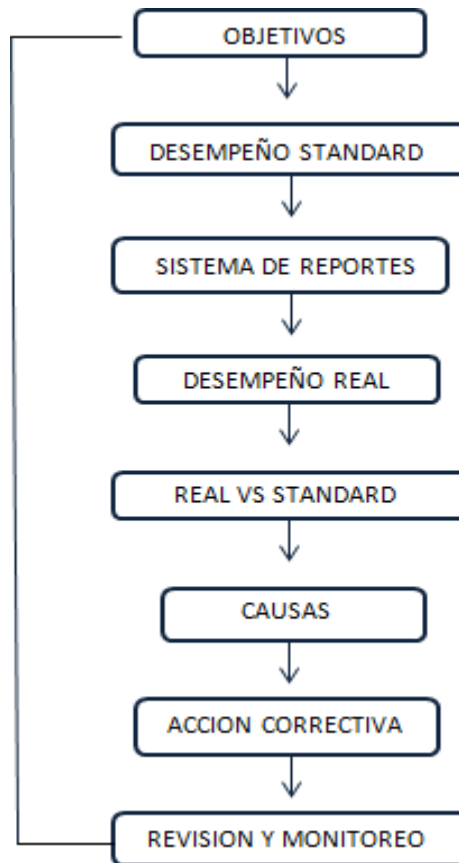 OBJETIVOS
DESEMPEÑO STANDARD
SISTEMA DE REPORTES
DESEMPEÑO REAL
REAL VS STANDARD
CAUSAS
ACCION CORRECTIVA
REVISION Y MONITOREO